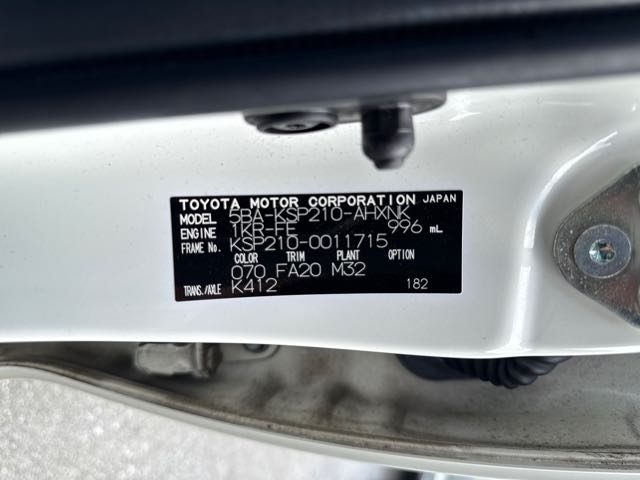 TOYOTA MOTOR CORPORATION JAPAN
MODEL 5BA-KSP210-AHXNK
ENGINE 1KR-FE 996 mL
FRAME No. KSP210-0011715
COLOR TRIM PLANT OPTION
070 FA20 M32
TRANS./AXLE K412 182